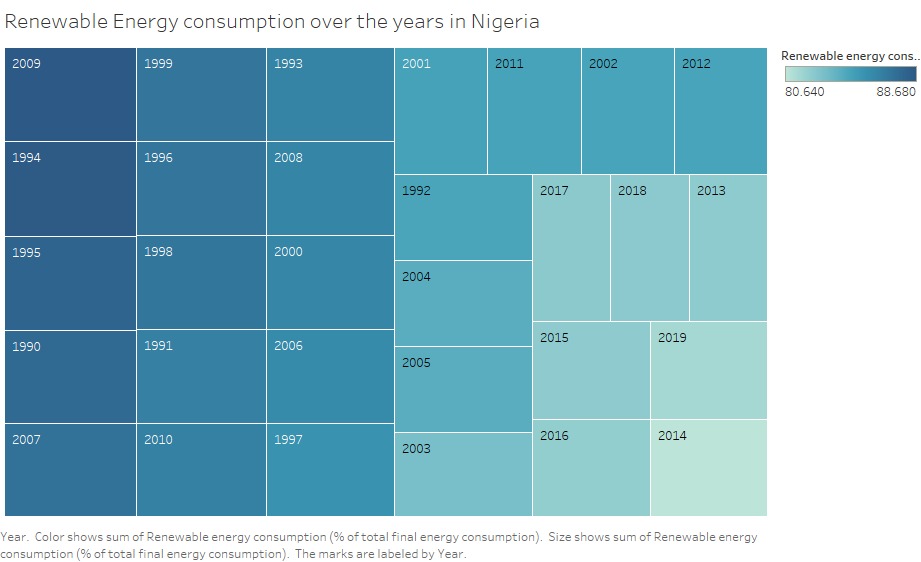 Renewable Energy consumption over the years in Nigeria
Renewable energy cons..
80.640 88.680
2009 1999 1993 2001 2011 2002 2012
1994 1996 2008
1992 2017 2018 2013
1995 1998 2000
2004
2015 2019
1990 1991 2006
2005
2007 2010 1997
2016 2014
2003
Year. Color shows sum of Renewable energy consumption (% of total final energy consumption). Size shows sum of Renewable energy
consumption (% of total final energy consumption). The marks are labeled by Year.